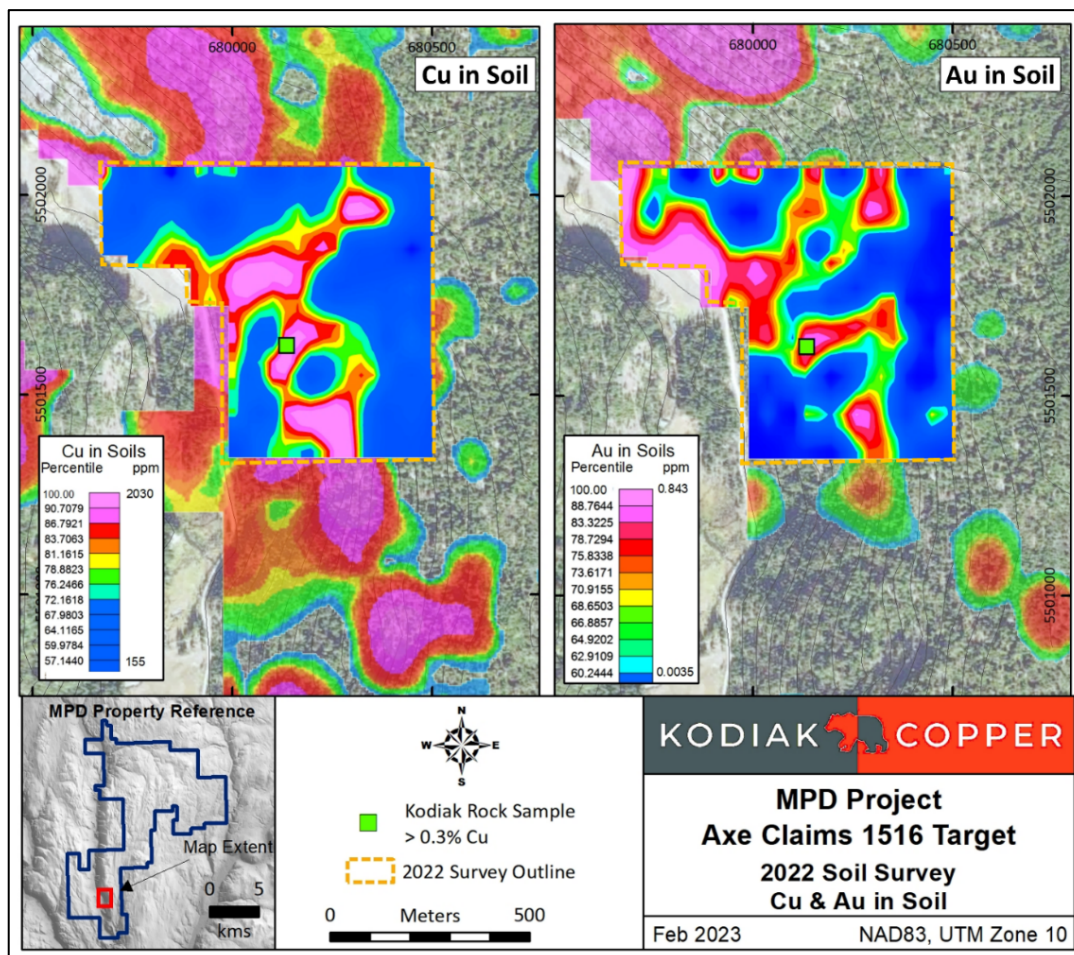 680000
680500
Cu in Soil
5502000
5501500
Cu in Soils
Percentile ppm
100.00 2030
90.7079
86.7921
83.7063
81.1615
78.8823
76.2466
72.1618
67.9803
64.1165
59.9784
57.1440 155
680000
680500
Au in Soil
5502000
5501500
5501000
Au in Soils
Percentile ppm
100.00 0.843
88.7644
83.3225
78.7294
75.8338
73.6171
70.9155
68.6503
66.8857
64.9202
62.9109
60.2444 0.0035
MPD Property Reference
Map Extent
0 5
kms
N
W E
S
Kodiak Rock Sample
> 0.3% Cu
2022 Survey Outline
0 Meters 500
KODIAK COPPER
MPD Project
Axe Claims 1516 Target
2022 Soil Survey
Cu & Au in Soil
Feb 2023 NAD83, UTM Zone 10